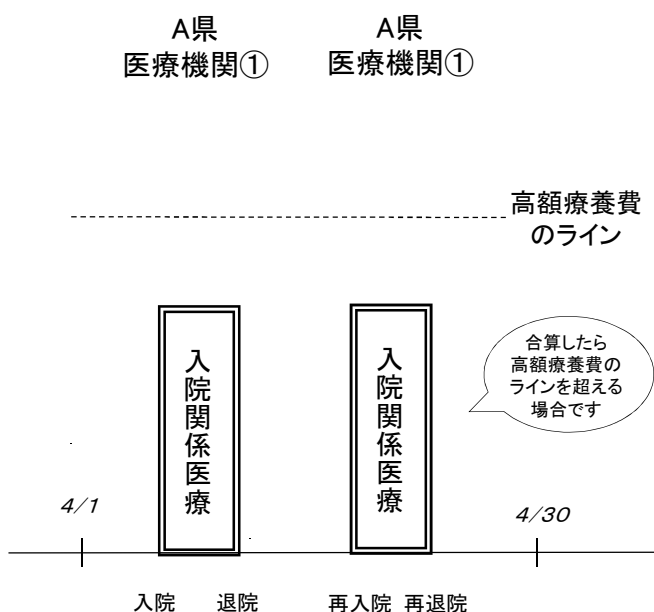 A県
医療機関①
A県
医療機関①
高額療養費
のライン
合算したら
高額療養費の
ラインを超える
場合です
入院関係医療
入院関係医療
4/1
4/30
入院
退院
再入院
再退院